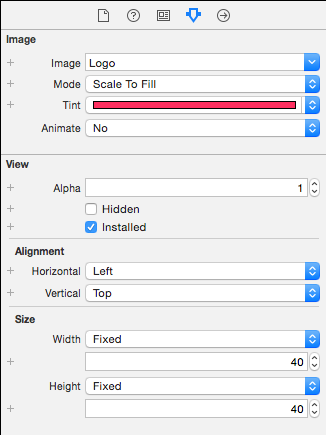 Image
Image Logo
Mode Scale To Fill
Tint
Animate No
View
Alpha 1
Hidden
Installed
Alignment
Horizontal Left
Vertical Top
Size
Width Fixed
40
Height Fixed
40